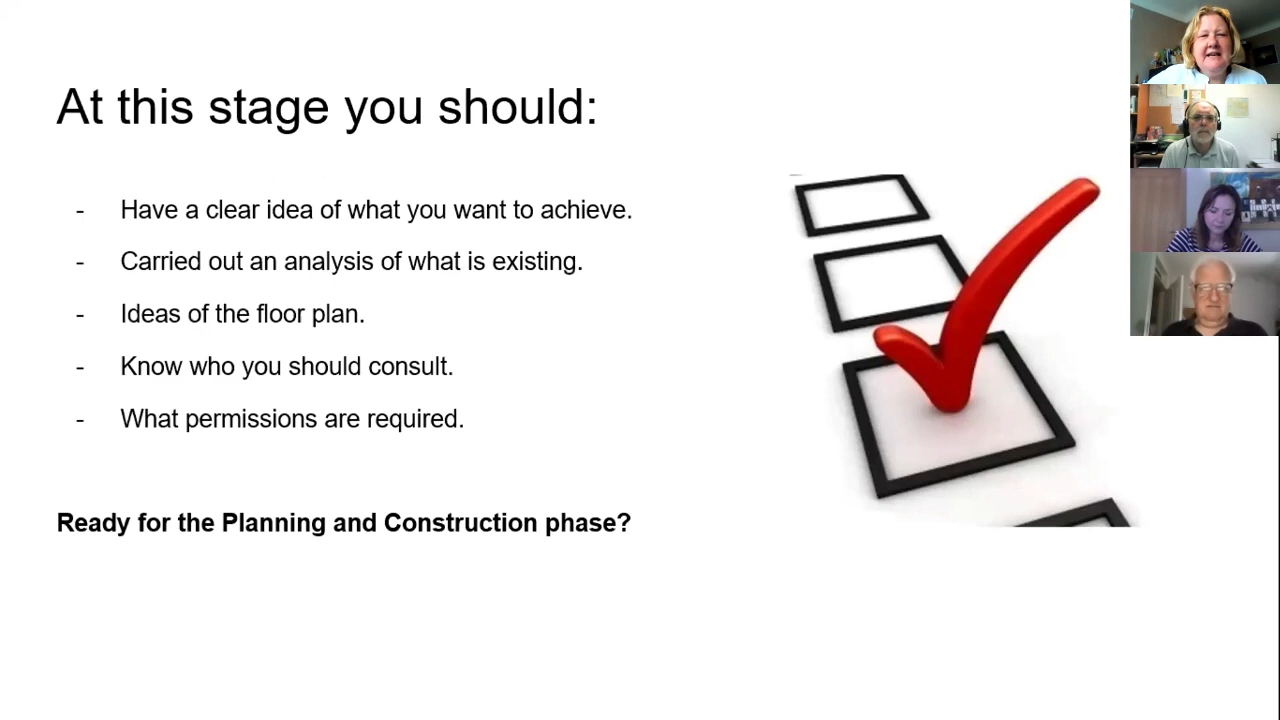 At this stage you should:
- Have a clear idea of what you want to achieve.
- Carried out an analysis of what is existing.
- Ideas of the floor plan.
- Know who you should consult.
- What permissions are required.
Ready for the Planning and Construction phase?